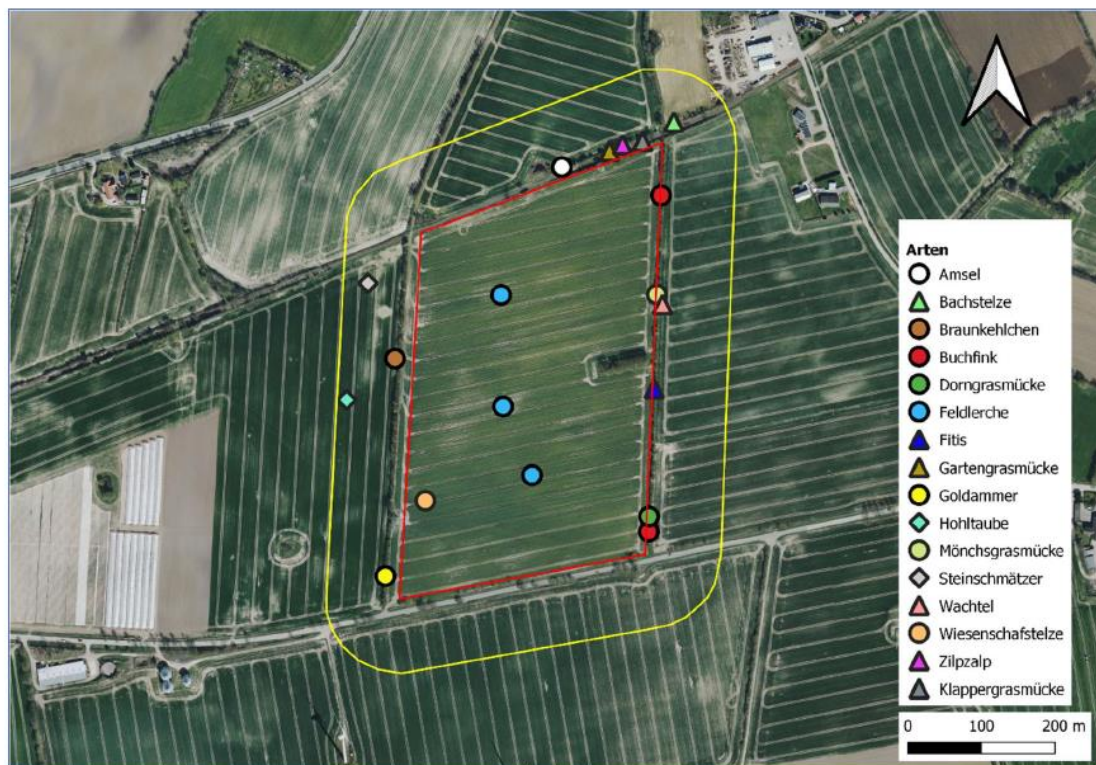 Arten
Amsel
Bachstelze
Braunkehlchen
Buchfink
Dorngrasmücke
Feldlerche
Fitis
Gartengrasmücke
Goldammer
Hohltaube
Mönchsgrasmücke
Steinschmätzer
Wachtel
Wiesenschafstelze
Zilpzalp
Klappergrasmücke
0 100 200 m